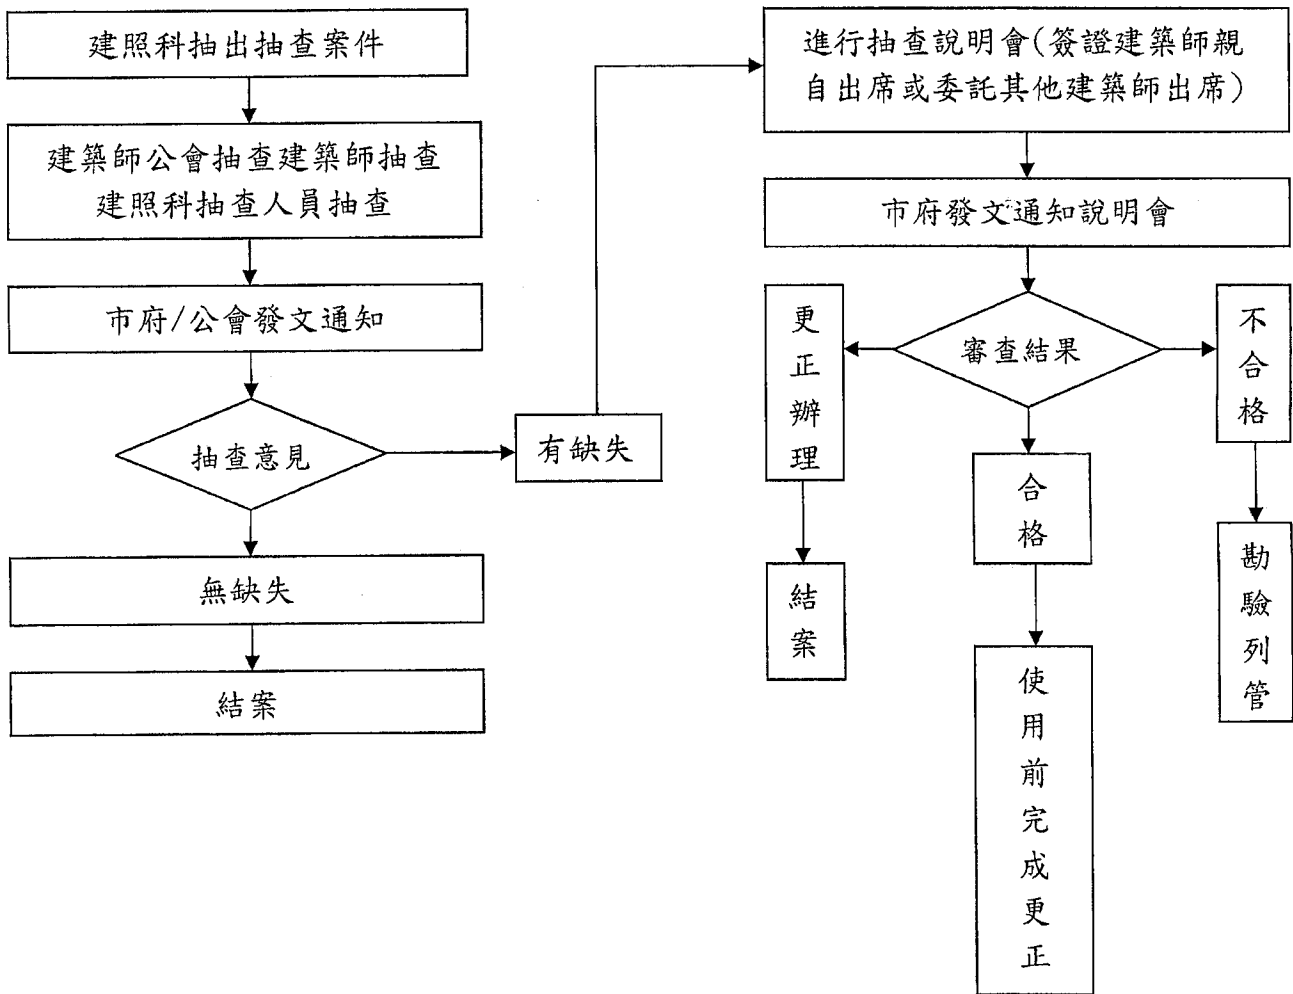 建照科抽出抽查案件
建築師公會抽查建築師抽查
建照科抽查人員抽查
市府/公會發文通知
抽查意見
有缺失
無缺失
結案
進行抽查說明會(簽證建築師親
自出席或委託其他建築師出席)
市府發文通知說明會
審查結果
更正辦理
結案
合格
使用前完成更正
不合格
勘驗列管